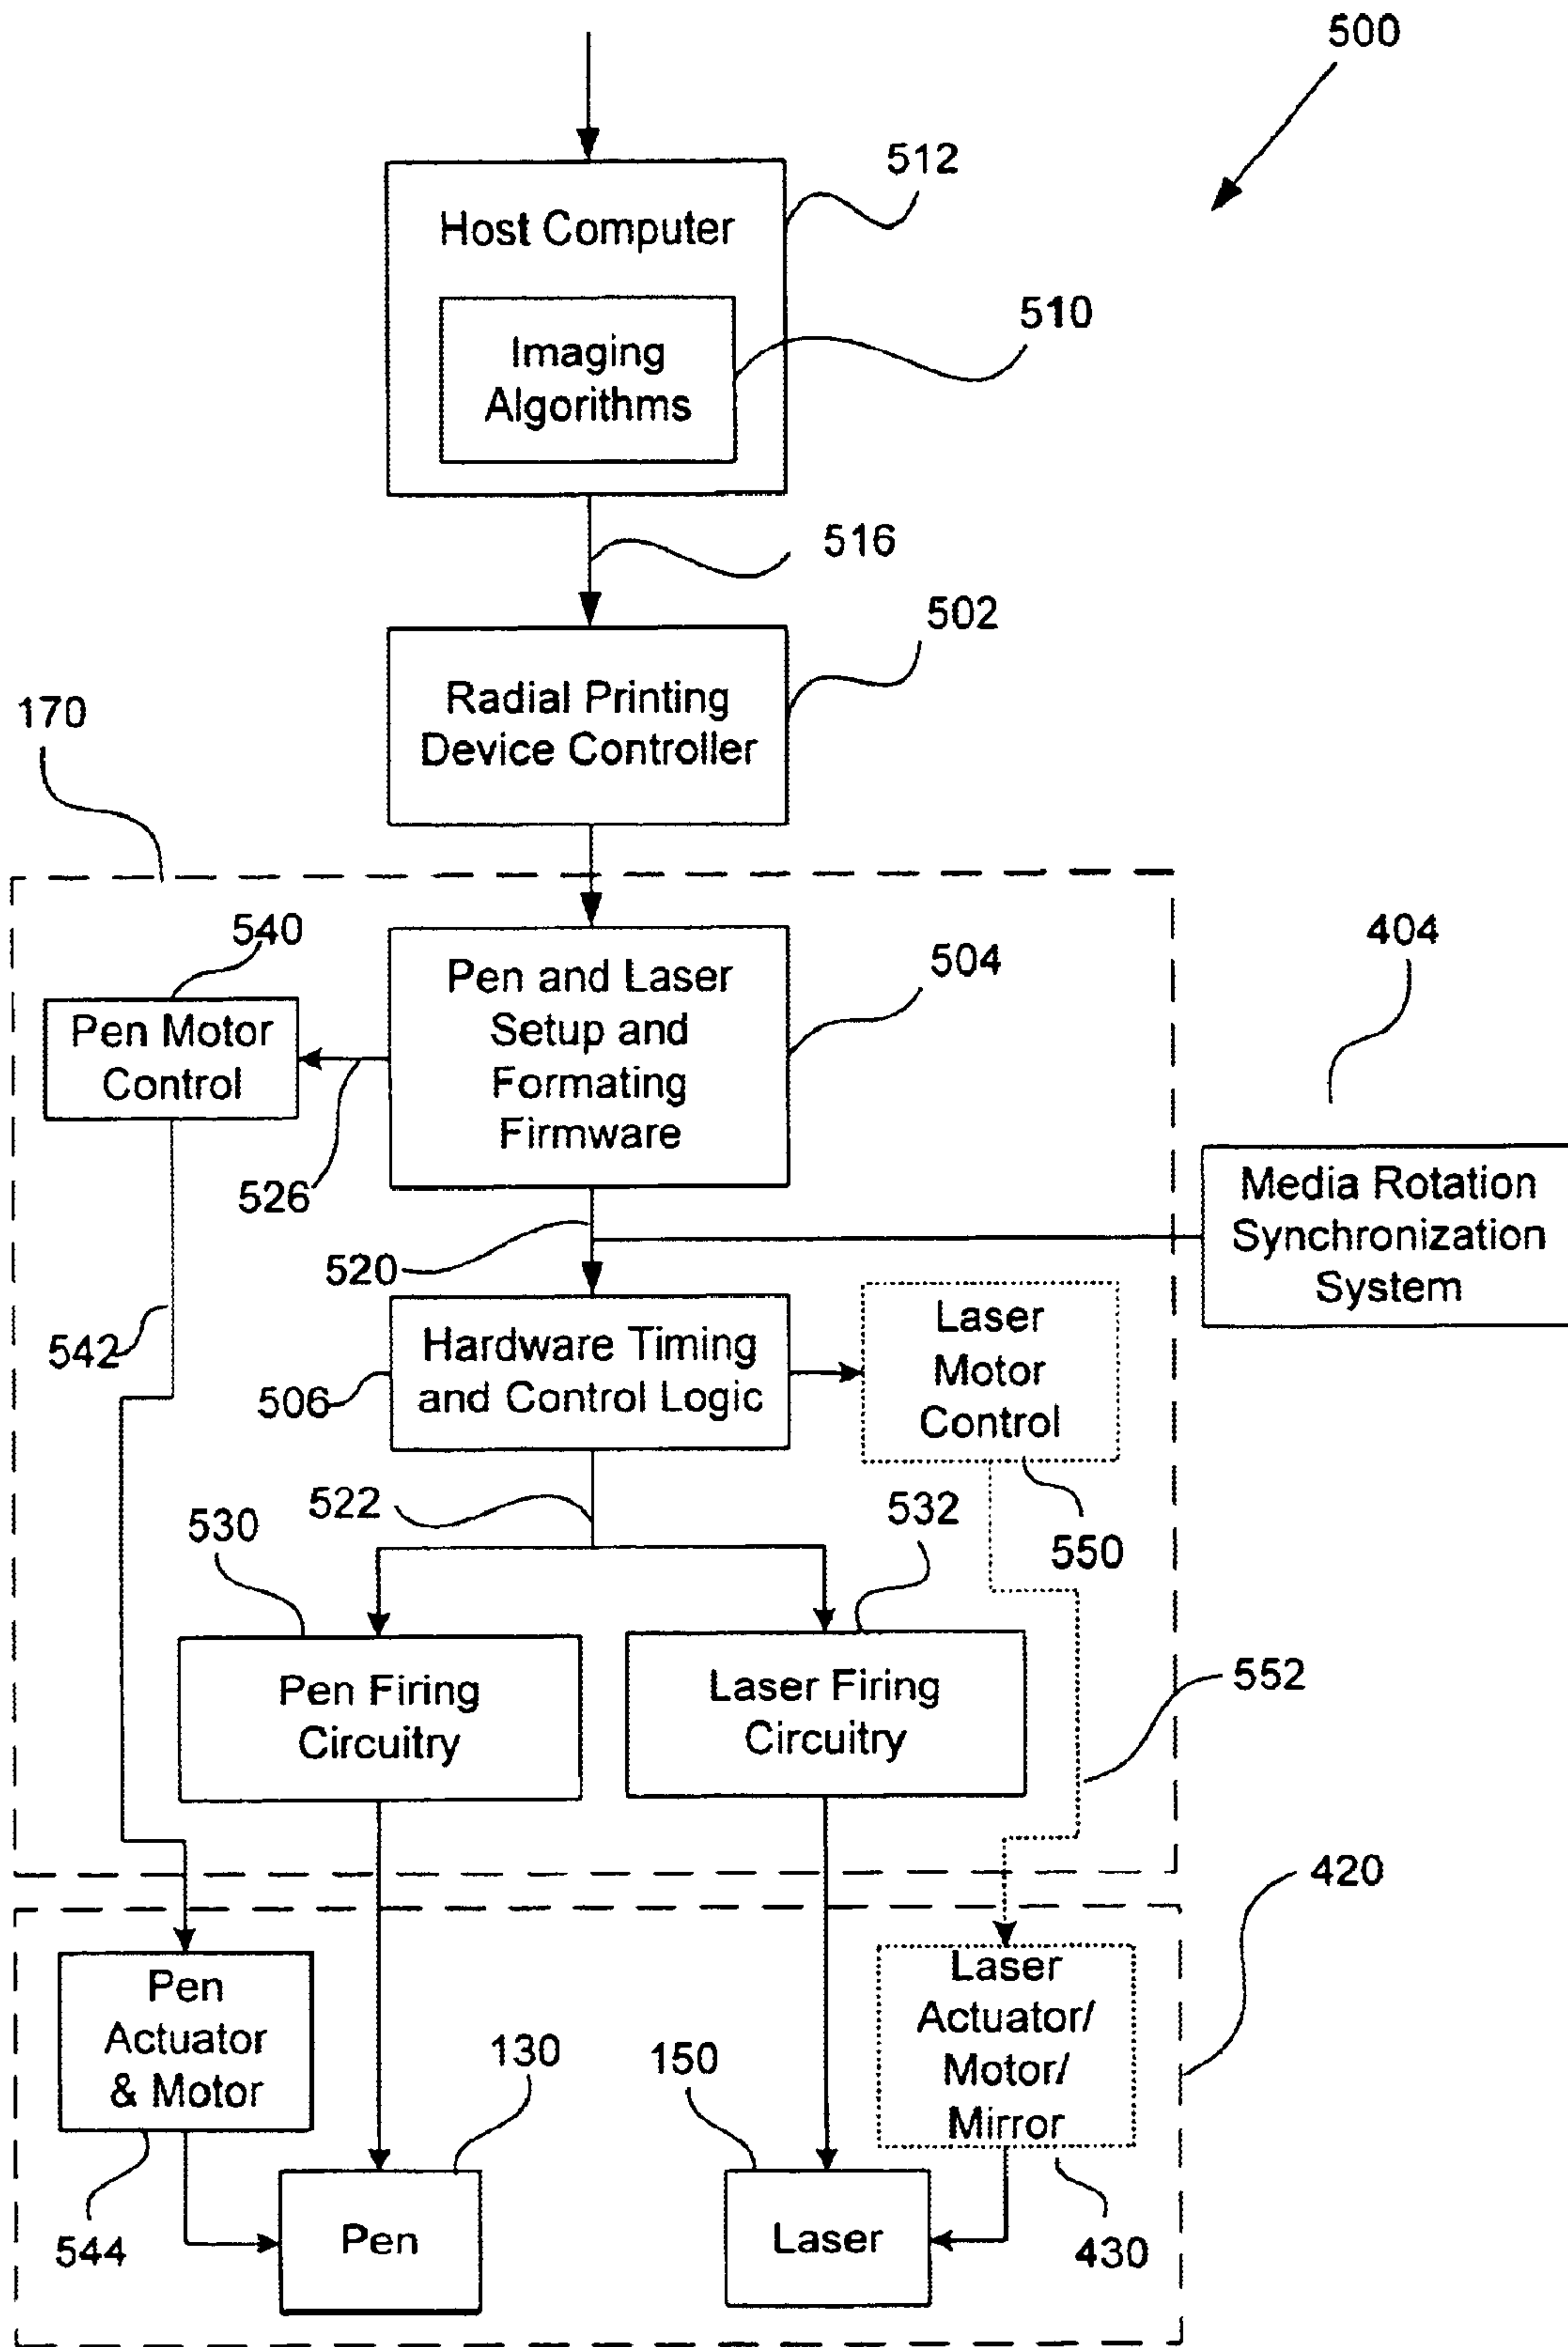 500
512
Host Computer
510
Imaging
Algorithms
516
502
Radial Printing
Device Controller
170
540
504
404
Pen and Laser
Setup and
Formating
Firmware
Pen Motor
Control
526
Media Rotation
Synchronization
System
520
542
Hardware Timing
and Control Logic
506
Laser
Motor
Control
522
532
530
550
Pen Firing
Circuitry
Laser Firing
Circuitry
552
420
Pen
Actuator
& Motor
Laser
Actuator/
Motor/
Mirror
130
150
544
Pen
Laser
430